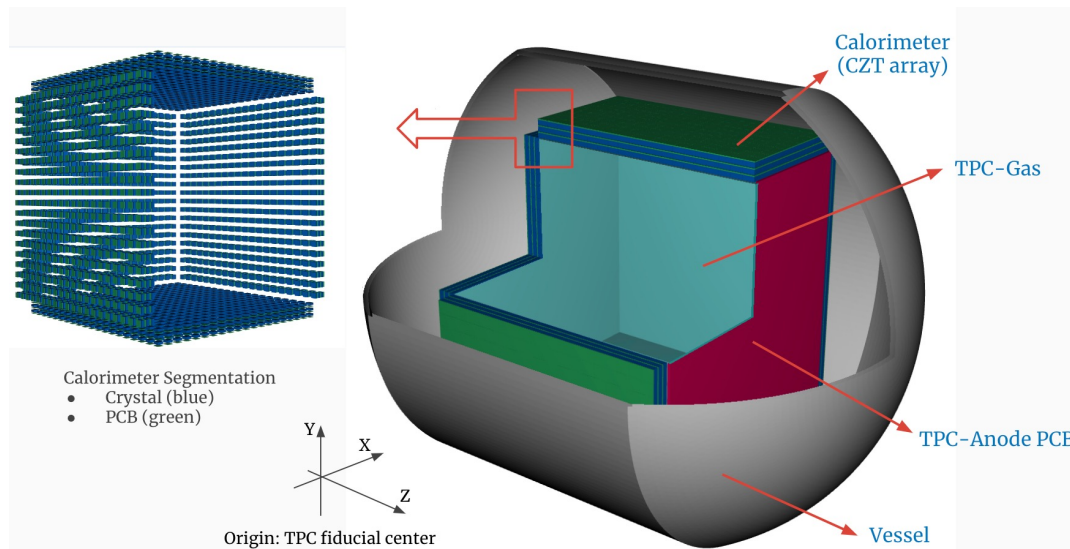 Calorimeter
(CZT array)
TPC-Gas
Calorimeter Segmentation
● Crystal (blue)
● PCB (green)
Y
X
Z
Origin: TPC fiducial center
TPC-Anode PCB
Vessel